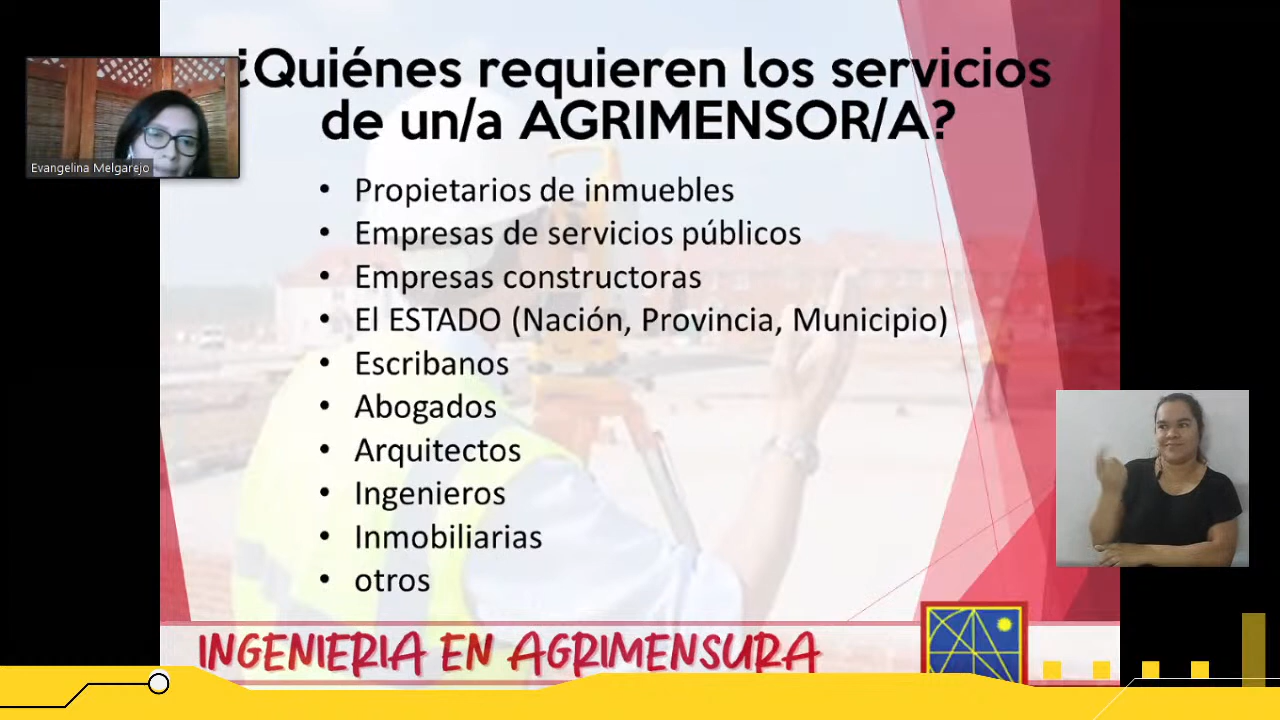 ¿Quiénes requieren los servicios
de un/a AGRIMENSOR/A?
Evangelina Melgarejo
• Propietarios de inmuebles
• Empresas de servicios públicos
• Empresas constructoras
• El ESTADO (Nación, Provincia, Municipio)
• Escribanos
• Abogados
• Arquitectos
• Ingenieros
• Inmobiliarias
• otros
INGENIERIA EN AGRIMENSURA